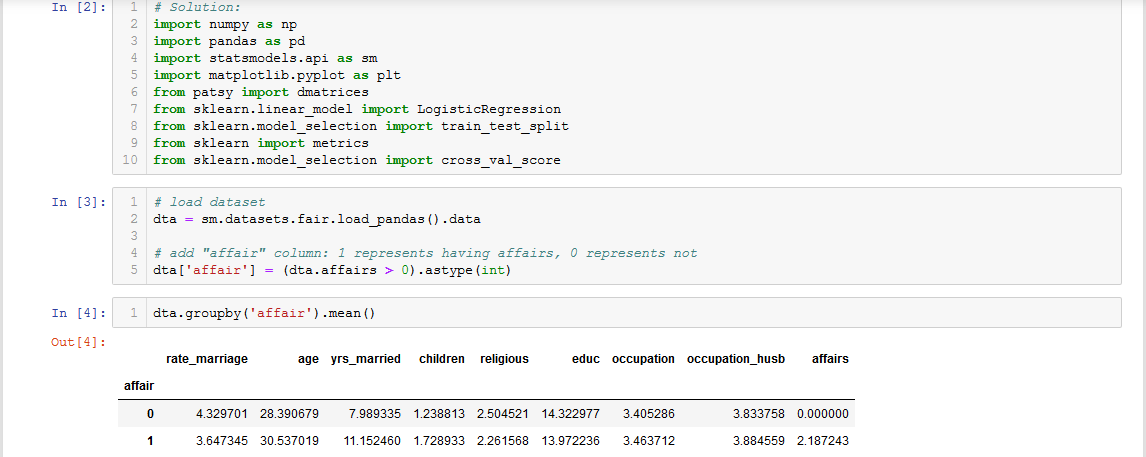 In [2]:
1 # Solution:
2 import numpy as np
3 import pandas as pd
4 import statsmodels.api as sm
5 import matplotlib.pyplot as plt
6 from patsy import dmatrices
7 from sklearn.linear_model import LogisticRegression
8 from sklearn.model_selection import train_test_split
9 from sklearn import metrics
10 from sklearn.model_selection import cross_val_score
In [3]:
1 # load dataset
2 dta = sm.datasets.fair.load_pandas().data
3
4 # add "affair" column: 1 represents having affairs, 0 represents not
5 dta['affair'] = (dta.affairs > 0).astype(int)
In [4]:
1 dta.groupby('affair').mean()
Out[4]:
rate_marriage age yrs_married children religious educ occupation occupation_husb affairs
affair
0 4.329701 28.390679 7.989335 1.238813 2.504521 14.322977 3.405286 3.833758 0.000000
1 3.647345 30.537019 11.152460 1.728933 2.261568 13.972236 3.463712 3.884559 2.187243